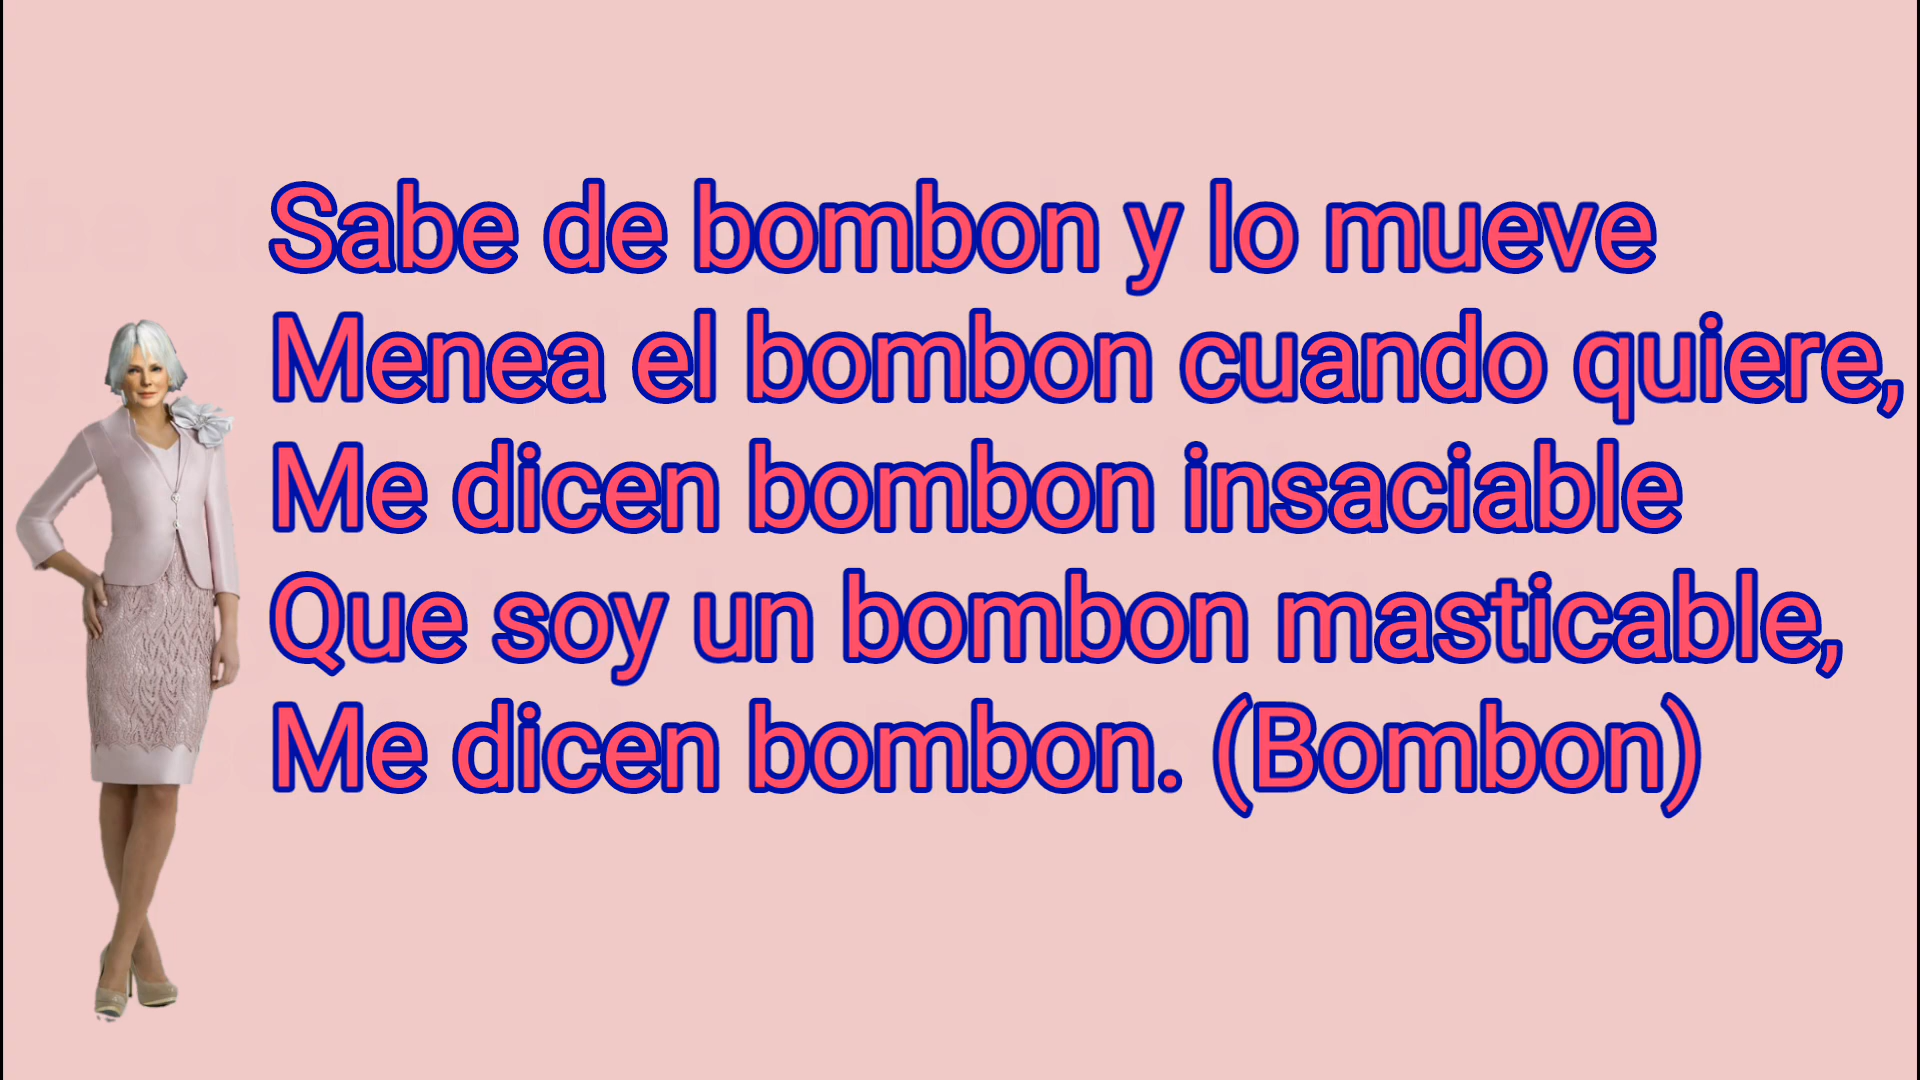 Sabe de bombon y lo mueve
Menea el bombon cuando quiere,
Me dicen bombon insaciable
Que soy un bombon masticable,
Me dicen bombon. (Bombon)